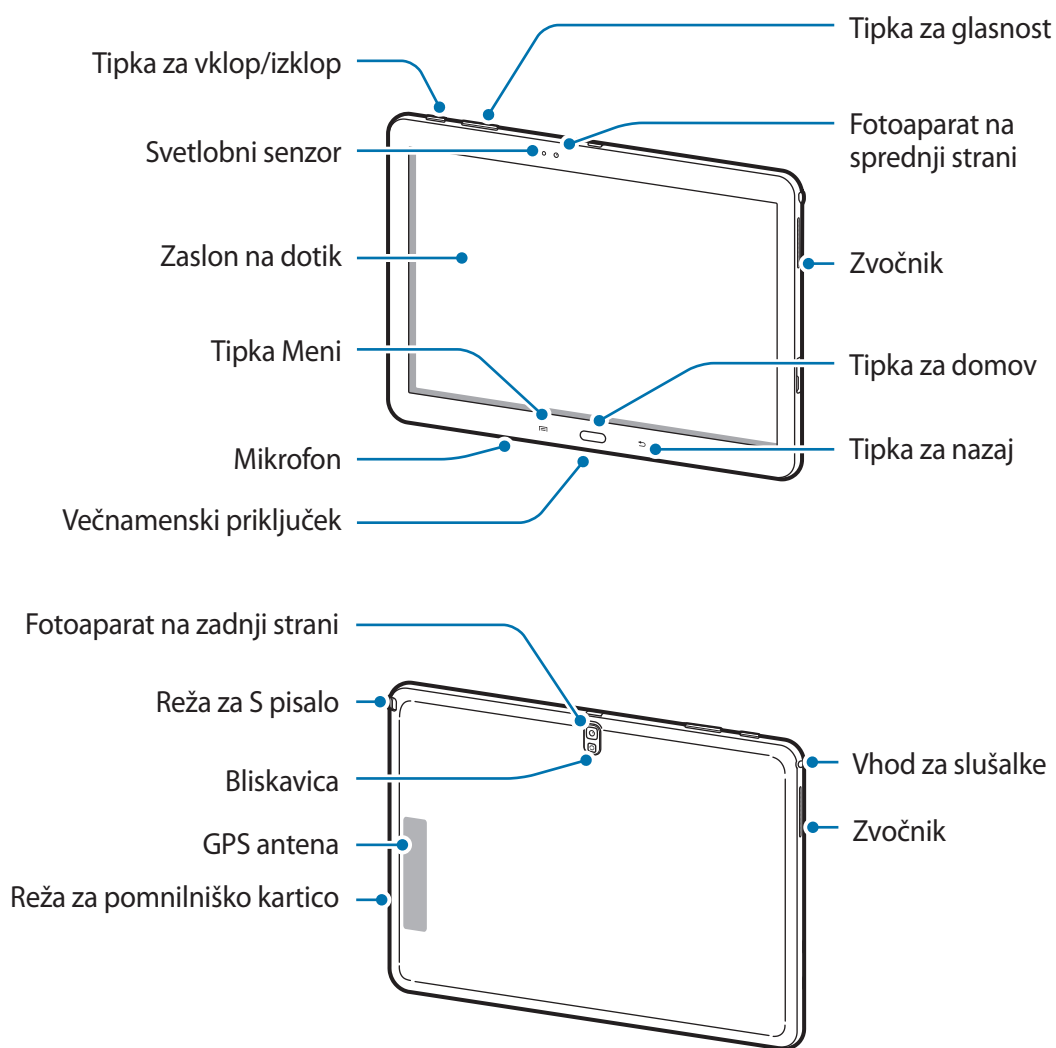 Tipka za glasnost
Tipka za vklop/izklop
Fotoaparat na
sprednji strani
Svetlobni senzor
Zaslon na dotik
Zvočnik
Tipka Meni
Tipka za domov
Mikrofon
Tipka za nazaj
Večnamenski priključek
Fotoaparat na zadnji strani
Reža za S pisalo
Bliskavica
Vhod za slušalke
GPS antena
Zvočnik
Reža za pomnilniško kartico